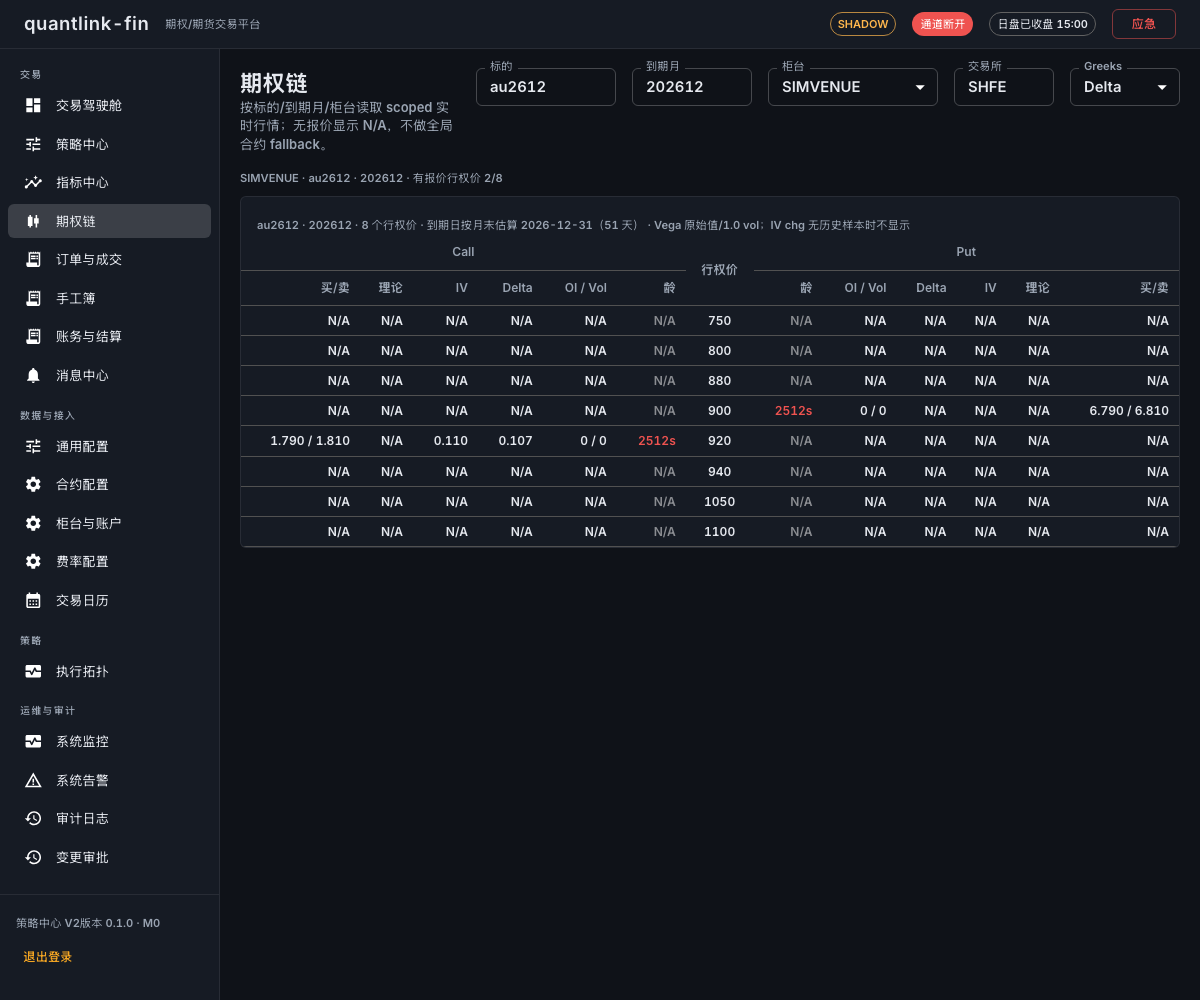 quantlink-fin 期权/期货交易平台 SHADOW 通道断开 日盘已收盘 15:00 应急
交易
交易驾驶舱
策略中心
指标中心
期权链
订单与成交
手工簿
账务与结算
消息中心
数据与接入
通用配置
合约配置
柜台与账户
费率配置
交易日历
策略
执行拓扑
运维与审计
系统监控
系统告警
审计日志
变更审批
策略中心 V2版本 0.1.0 · M0
退出登录
期权链
按标的/到期月/柜台读取 scoped 实
时行情；无报价显示 N/A，不做全局
合约 fallback。
标的 到期月 柜台 交易所 Greeks
au2612 202612 SIMVENUE SHFE Delta
SIMVENUE · au2612 · 202612 · 有报价行权价 2/8
au2612 · 202612 · 8 个行权价 · 到期日按月末估算 2026-12-31（51 天） · Vega 原始值/1.0 vol；IV chg 无历史样本时不显示
Call 行权价 Put
买/卖 理论 IV Delta OI / Vol 龄 龄 OI / Vol Delta IV 理论 买/卖
N/A N/A N/A N/A N/A N/A 750 N/A N/A N/A N/A N/A N/A
N/A N/A N/A N/A N/A N/A 800 N/A N/A N/A N/A N/A N/A
N/A N/A N/A N/A N/A N/A 880 N/A N/A N/A N/A N/A N/A
N/A N/A N/A N/A N/A N/A 900 2512s 0 / 0 N/A N/A N/A 6.790 / 6.810
1.790 / 1.810 N/A 0.110 0.107 0 / 0 2512s 920 N/A N/A N/A N/A N/A N/A
N/A N/A N/A N/A N/A N/A 940 N/A N/A N/A N/A N/A N/A
N/A N/A N/A N/A N/A N/A 1050 N/A N/A N/A N/A N/A N/A
N/A N/A N/A N/A N/A N/A 1100 N/A N/A N/A N/A N/A N/A